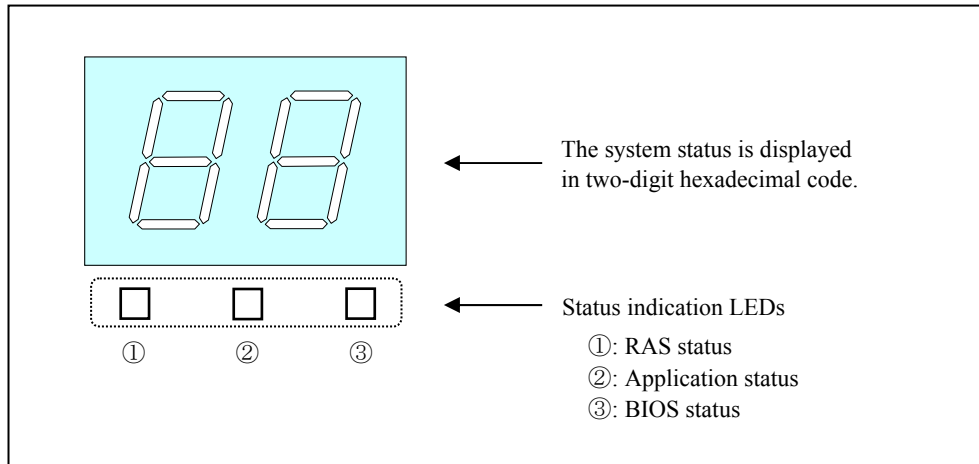 88
The system status is displayed
in two-digit hexadecimal code.
Status indication LEDs
① ② ③
①: RAS status
②: Application status
③: BIOS status